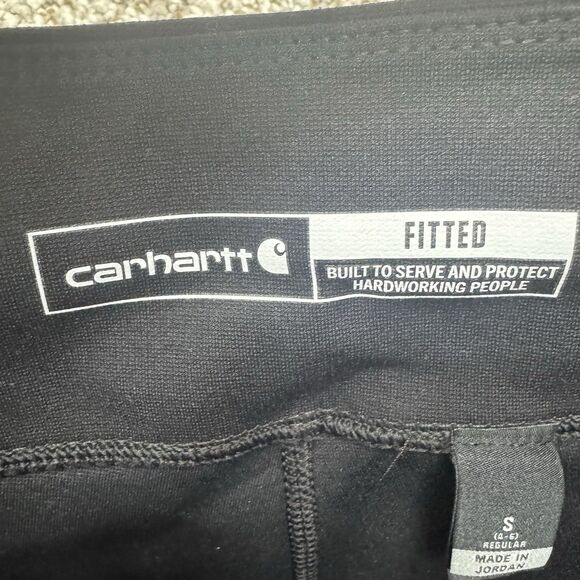 carhartt
FITTED
BUILT TO SERVE AND PROTECT
HARDWORKING PEOPLE
S
(4-6)
REGULAR
MADE IN
JORDAN